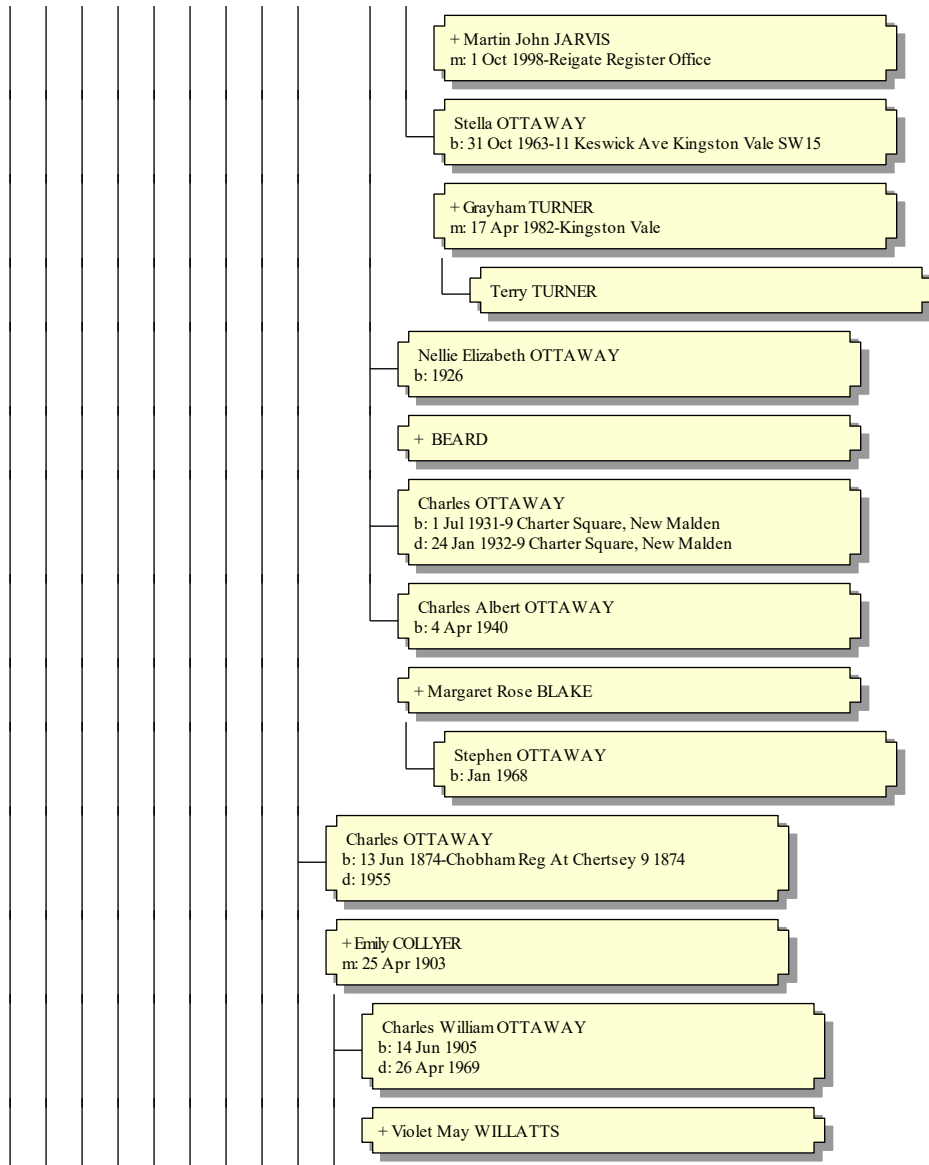 + Martin John JARVIS
m: 1 Oct 1998-Reigate Register Office
Stella OTTAWAY
b: 31 Oct 1963-11 Keswick Ave Kingston Vale SW15
+ Grayham TURNER
m: 17 Apr 1982-Kingston Vale
Terry TURNER
Nellie Elizabeth OTTAWAY
b: 1926
+ BEARD
Charles OTTAWAY
b: 1 Jul 1931-9 Charter Square, New Malden
d: 24 Jan 1932-9 Charter Square, New Malden
Charles Albert OTTAWAY
b: 4 Apr 1940
+ Margaret Rose BLAKE
Stephen OTTAWAY
b: Jan 1968
Charles OTTAWAY
b: 13 Jun 1874-Chobham Reg At Chertsey 9 1874
d: 1955
+ Emily COLLYER
m: 25 Apr 1903
Charles William OTTAWAY
b: 14 Jun 1905
d: 26 Apr 1969
+ Violet May WILLATTS